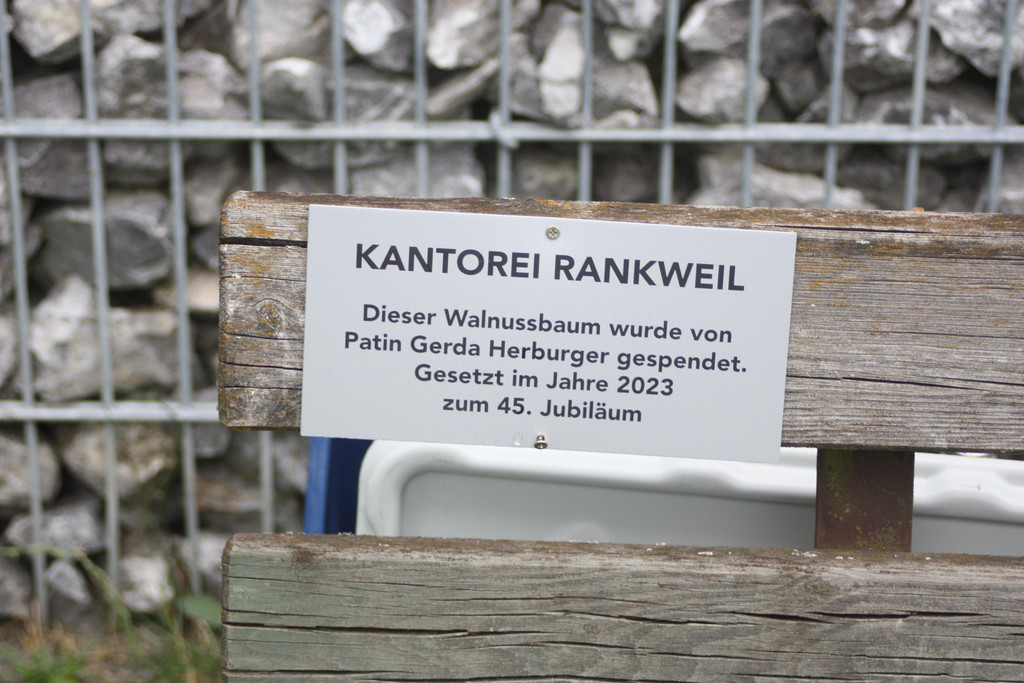 KANTOREI RANKWEIL
Dieser Walnussbaum wurde von
Patin Gerda Herburger gespendet.
Gesetzt im Jahre 2023
zum 45. Jubiläum